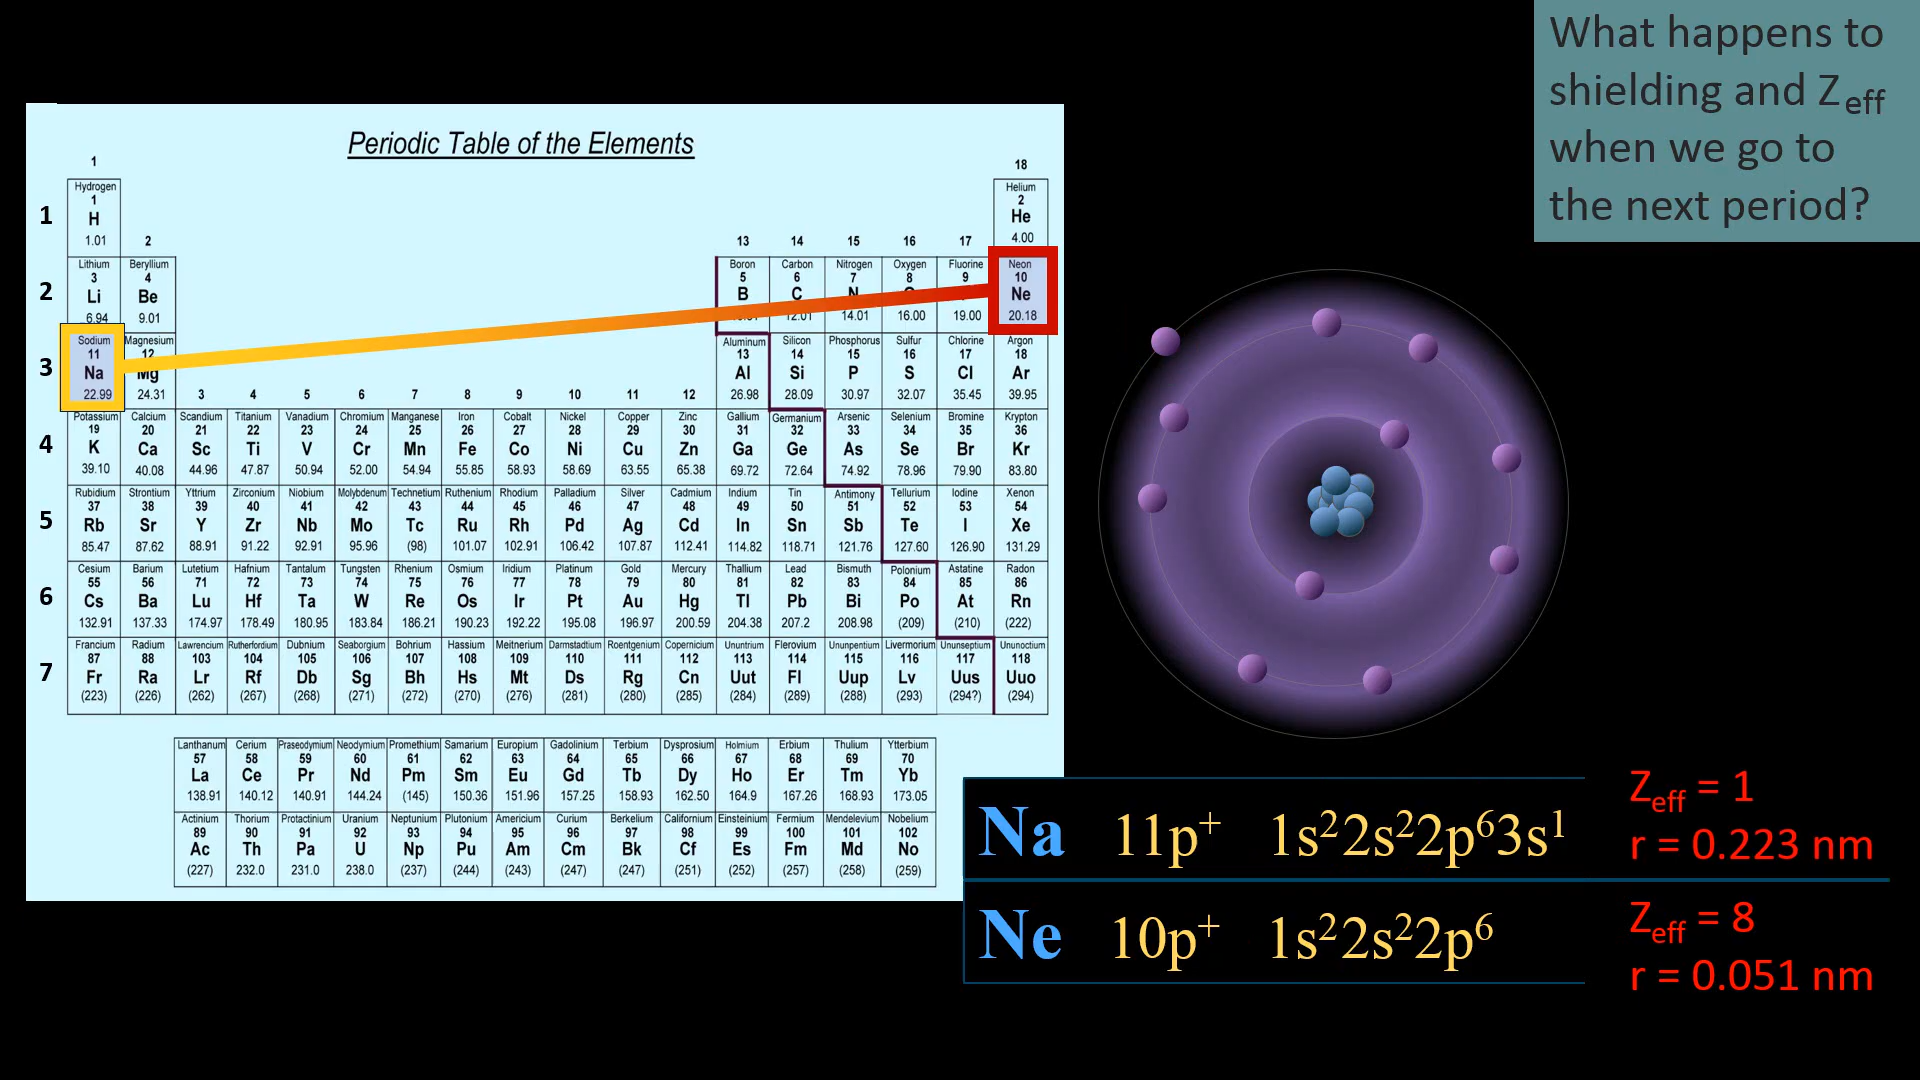 What happens to
shielding and Zeff
when we go to
the next period?
Periodic Table of the Elements
1 18
Hydrogen Helium
1 2
1 H He
1.01 2 13 14 15 16 17 4.00
Lithium Beryllium Boron Carbon Nitrogen Oxygen Fluorine Neon
3 4 5 6 7 8 9 10
2 Li Be B C N Ne
6.94 9.01 12.01 14.01 16.00 19.00 20.18
Sodium Magnesium Aluminum Silicon Phosphorus Sulfur Chlorine Argon
11 12 13 14 15 16 17 18
3 Na Mg Al Si P S Cl Ar
22.99 24.31 3 4 5 6 7 8 9 10 11 12 26.98 28.09 30.97 32.07 35.45 39.95
Potassium Calcium Scandium Titanium Vanadium Chromium Manganese Iron Cobalt Nickel Copper Zinc Gallium Germanium Arsenic Selenium Bromine Krypton
19 20 21 22 23 24 25 26 27 28 29 30 31 32 33 34 35 36
4 K Ca Sc Ti V Cr Mn Fe Co Ni Cu Zn Ga Ge As Se Br Kr
39.10 40.08 44.96 47.87 50.94 52.00 54.94 55.85 58.93 58.69 63.55 65.38 69.72 72.64 74.92 78.96 79.90 83.80
Rubidium Strontium Yttrium Zirconium Niobium Molybdenum Technetium Ruthenium Rhodium Palladium Silver Cadmium Indium Tin Antimony Tellurium Iodine Xenon
37 38 39 40 41 42 43 44 45 46 47 48 49 50 51 52 53 54
5 Rb Sr Y Zr Nb Mo Tc Ru Rh Pd Ag Cd In Sn Sb Te I Xe
85.47 87.62 88.91 91.22 92.91 95.96 (98) 101.07 102.91 106.42 107.87 112.41 114.82 118.71 121.76 127.60 126.90 131.29
Cesium Barium Lutetium Hafnium Tantalum Tungsten Rhenium Osmium Iridium Platinum Gold Mercury Thallium Lead Bismuth Polonium Astatine Radon
55 56 71 72 73 74 75 76 77 78 79 80 81 82 83 84 85 86
6 Cs Ba Lu Hf Ta W Re Os Ir Pt Au Hg Tl Pb Bi Po At Rn
132.91 137.33 174.97 178.49 180.95 183.84 186.21 190.23 192.22 195.08 196.97 200.59 204.38 207.2 208.98 (209) (210) (222)
Francium Radium Lawrencium Rutherfordium Dubnium Seaborgium Bohrium Hassium Meitnerium Darmstadtium Roentgenium Copernicium Ununtrium Flerovium Ununpentium Livermorium Ununseptium Ununoctium
87 88 103 104 105 106 107 108 109 110 111 112 113 114 115 116 117 118
7 Fr Ra Lr Rf Db Sg Bh Hs Mt Ds Rg Cn Uut Fl Uup Lv Uus Uuo
(223) (226) (262) (267) (268) (271) (272) (270) (276) (281) (280) (285) (284) (289) (288) (293) (294?) (294)
Lanthanum Cerium Praseodymium Neodymium Promethium Samarium Europium Gadolinium Terbium Dysprosium Holmium Erbium Thulium Ytterbium
57 58 59 60 61 62 63 64 65 66 67 68 69 70
La Ce Pr Nd Pm Sm Eu Gd Tb Dy Ho Er Tm Yb
138.91 140.12 140.91 144.24 (145) 150.36 151.96 157.25 158.93 162.50 164.9 167.26 168.93 173.05
Actinium Thorium Protactinium Uranium Neptunium Plutonium Americium Curium Berkelium Californium Einsteinium Fermium Mendelevium Nobelium
89 90 91 92 93 94 95 96 97 98 99 100 101 102
Ac Th Pa U Np Pu Am Cm Bk Cf Es Fm Md No
(227) 232.0 231.0 238.0 (237) (244) (243) (247) (247) (251) (252) (257) (258) (259)
Na 11p⁺ 1s²2s²2p⁶3s¹
Zeff = 1
r = 0.223 nm
Ne 10p⁺ 1s²2s²2p⁶
Zeff = 8
r = 0.051 nm